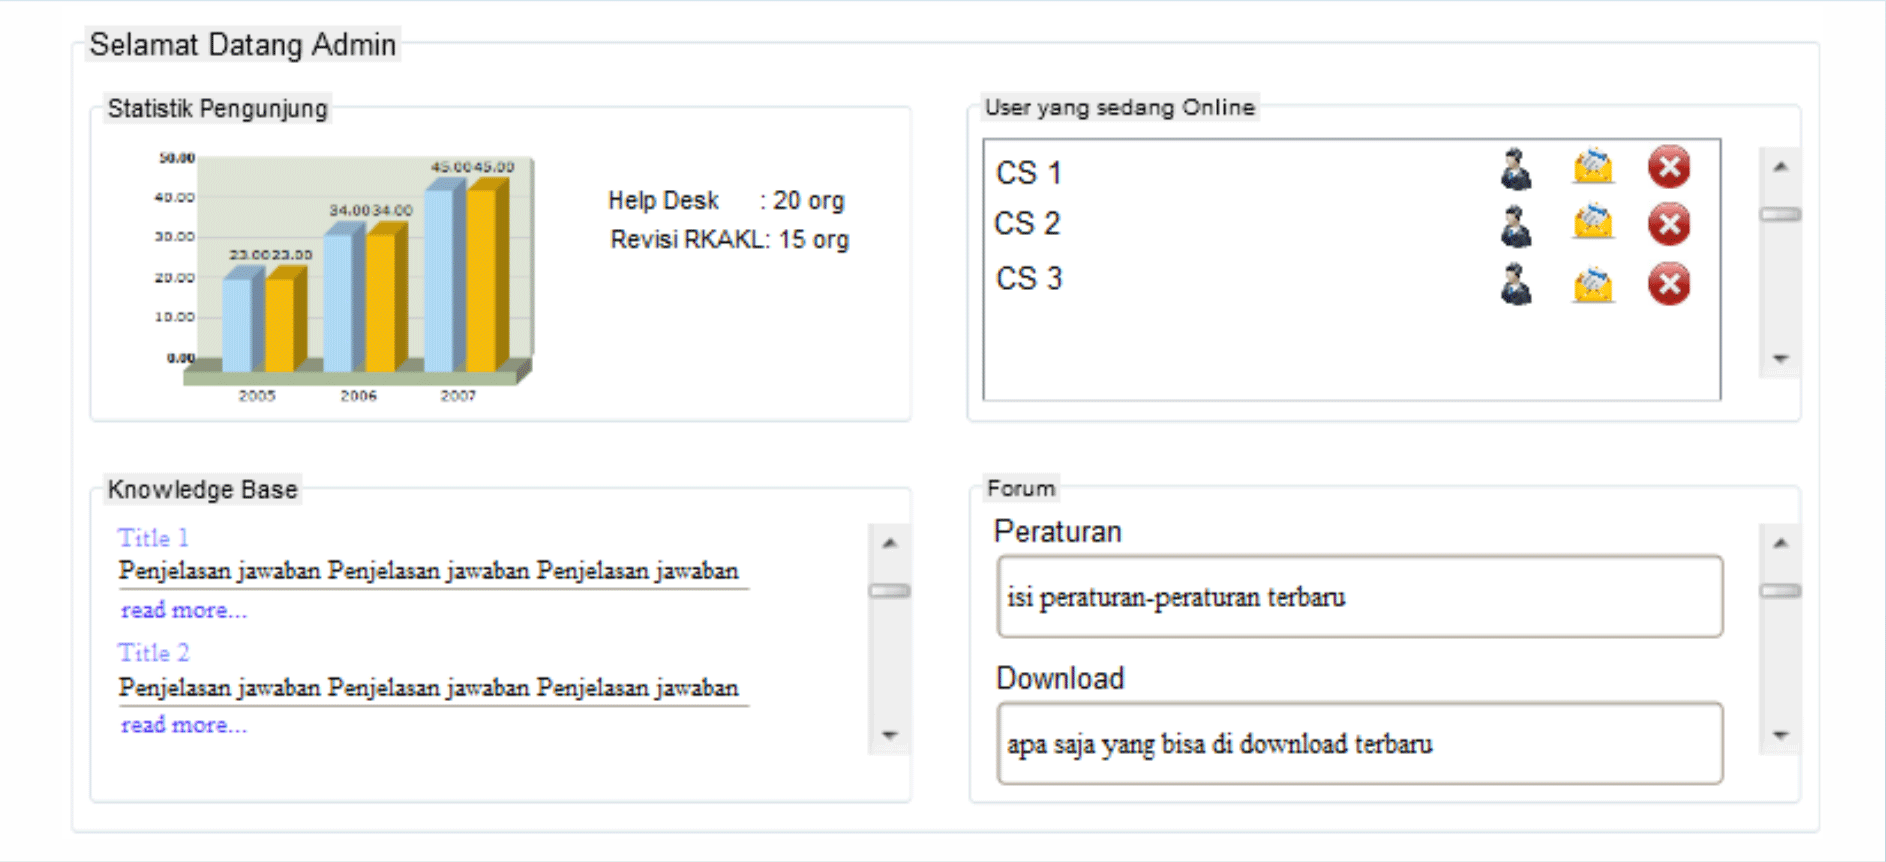 Selamat Datang Admin
Statistik Pengunjung
50.00
40.00
30.00
20.00
10.00
0.00
23.00 23.00
34.00 34.00
45.00 45.00
2005 2006 2007
Help Desk : 20 org
Revisi RKAKL: 15 org
User yang sedang Online
CS 1
CS 2
CS 3
Knowledge Base
Title 1
Penjelasan jawaban Penjelasan jawaban Penjelasan jawaban
read more...
Title 2
Penjelasan jawaban Penjelasan jawaban Penjelasan jawaban
read more...
Forum
Peraturan
isi peraturan-peraturan terbaru
Download
apa saja yang bisa di download terbaru